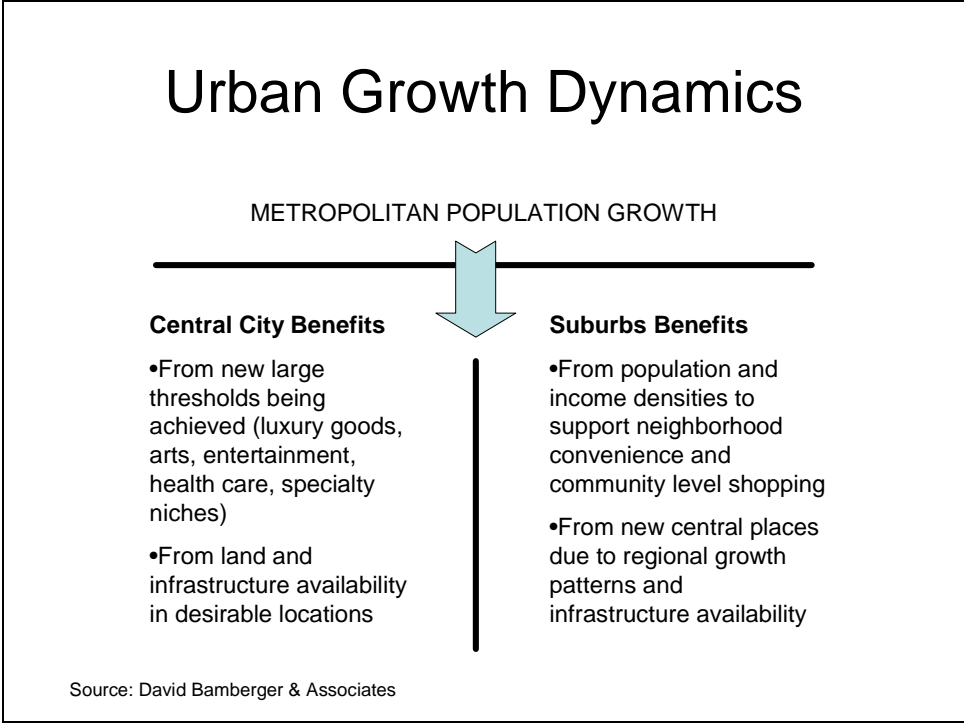 Urban Growth Dynamics
METROPOLITAN POPULATION GROWTH
Central City Benefits
•From new large
thresholds being
achieved (luxury goods,
arts, entertainment,
health care, specialty
niches)
•From land and
infrastructure availability
in desirable locations
Suburbs Benefits
•From population and
income densities to
support neighborhood
convenience and
community level shopping
•From new central places
due to regional growth
patterns and
infrastructure availability
Source: David Bamberger & Associates